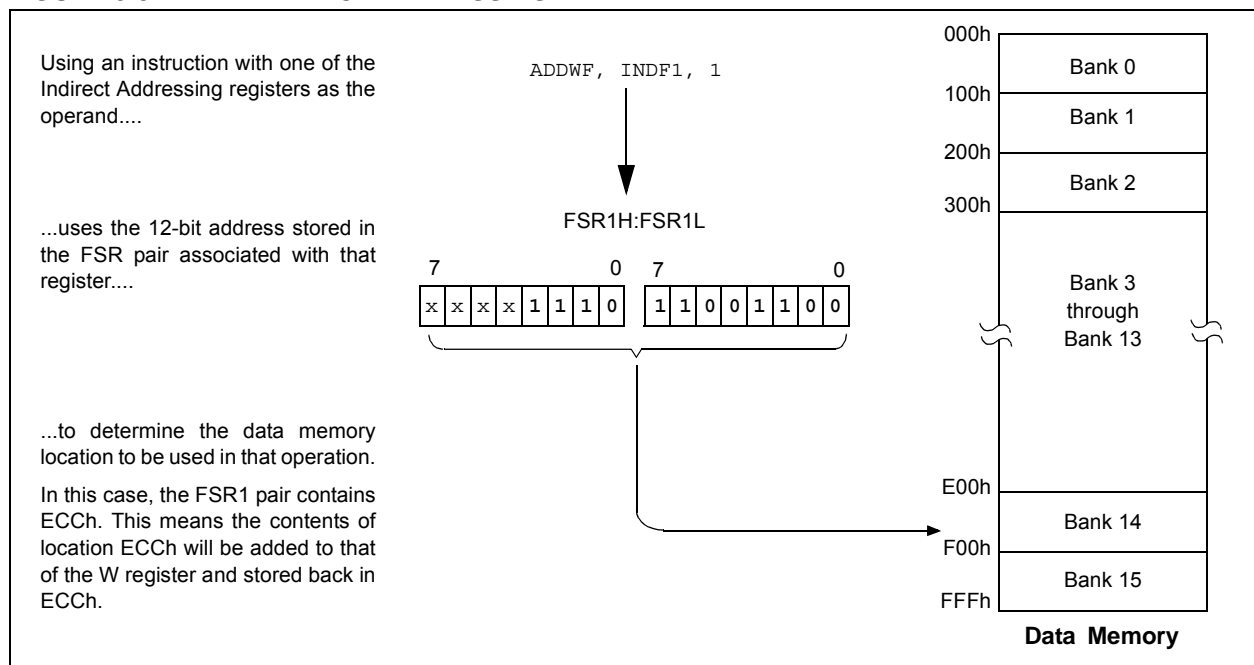 Using an instruction with one of the
Indirect Addressing registers as the
operand....
ADDWF, INDF1, 1
...uses the 12-bit address stored in
the FSR pair associated with that
register....
FSR1H:FSR1L
7 0 7 0
x x x x 1 1 1 0 1 1 0 0 1 1 0 0
...to determine the data memory
location to be used in that operation.
In this case, the FSR1 pair contains
ECCh. This means the contents of
location ECCh will be added to that
of the W register and stored back in
ECCh.
000h
Bank 0
100h
Bank 1
200h
Bank 2
300h
Bank 3
through
Bank 13
E00h
Bank 14
F00h
Bank 15
FFFh
Data Memory